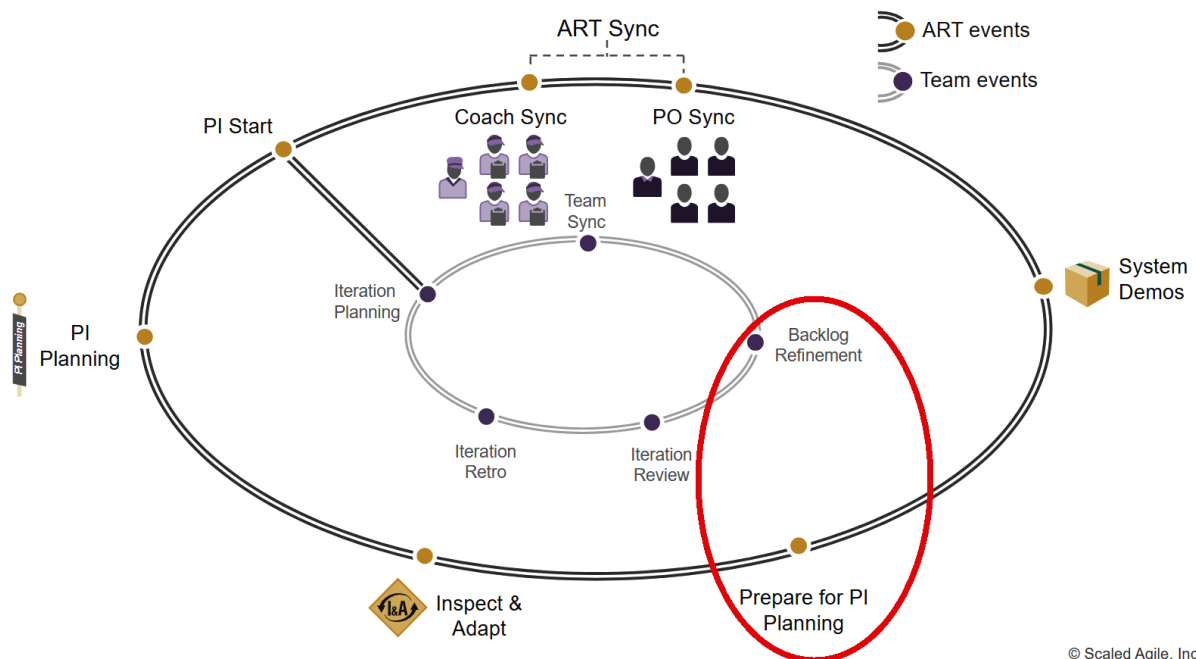 ART Sync
ART events
Team events
Coach Sync
PO Sync
PI Start
Team
Sync
System
Demos
Iteration
Planning
PI Planning
PI
Planning
Backlog
Refinement
Iteration
Retro
Iteration
Review
I&A
Inspect &
Adapt
Prepare for PI
Planning
© Scaled Agile, Inc